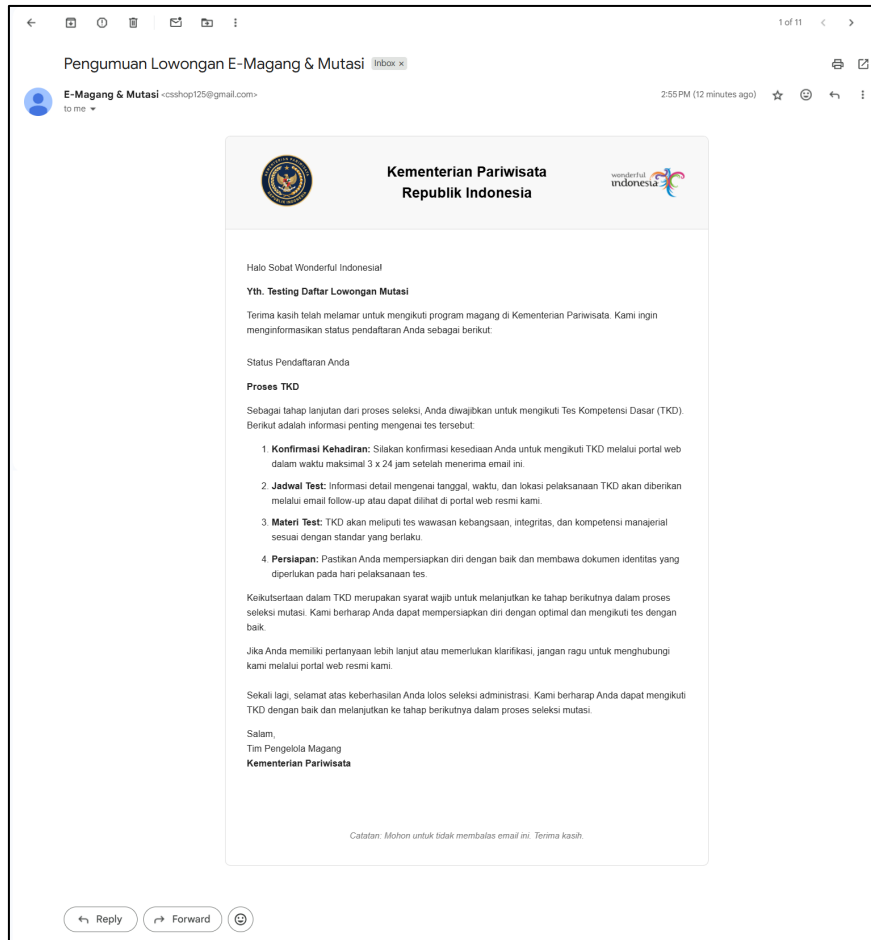 1 of 11
Pengumuman Lowongan E-Magang & Mutasi Inbox x
E-Magang & Mutasi <csshop125@gmail.com> 2:55 PM (12 minutes ago)
to me
Kementerian Pariwisata
Republik Indonesia
KEMENTERIAN PARIWISATA
REPUBLIK INDONESIA
wonderful
indonesia
Halo Sobat Wonderful Indonesia!
Yth. Testing Daftar Lowongan Mutasi
Terima kasih telah melamar untuk mengikuti program magang di Kementerian Pariwisata. Kami ingin
menginformasikan status pendaftaran Anda sebagai berikut:
Status Pendaftaran Anda
Proses TKD
Sebagai tahap lanjutan dari proses seleksi, Anda diwajibkan untuk mengikuti Tes Kompetensi Dasar (TKD).
Berikut adalah informasi penting mengenai tes tersebut:
1. Konfirmasi Kehadiran: Silakan konfirmasi kesediaan Anda untuk mengikuti TKD melalui portal web
dalam waktu maksimal 3 x 24 jam setelah menerima email ini.
2. Jadwal Test: Informasi detail mengenai tanggal, waktu, dan lokasi pelaksanaan TKD akan diberikan
melalui email follow-up atau dapat dilihat di portal web resmi kami.
3. Materi Test: TKD akan meliputi tes wawasan kebangsaan, integritas, dan kompetensi manajerial
sesuai dengan standar yang berlaku.
4. Persiapan: Pastikan Anda mempersiapkan diri dengan baik dan membawa dokumen identitas yang
diperlukan pada hari pelaksanaan tes.
Keikutsertaan dalam TKD merupakan syarat wajib untuk melanjutkan ke tahap berikutnya dalam proses
seleksi mutasi. Kami berharap Anda dapat mempersiapkan diri dengan optimal dan mengikuti tes dengan
baik.
Jika Anda memiliki pertanyaan lebih lanjut atau memerlukan klarifikasi, jangan ragu untuk menghubungi
kami melalui portal web resmi kami.
Sekali lagi, selamat atas keberhasilan Anda lolos seleksi administrasi. Kami berharap Anda dapat mengikuti
TKD dengan baik dan melanjutkan ke tahap berikutnya dalam proses seleksi mutasi.
Salam,
Tim Pengelola Magang
Kementerian Pariwisata
Catatan: Mohon untuk tidak membalas email ini. Terima kasih.
Reply Forward